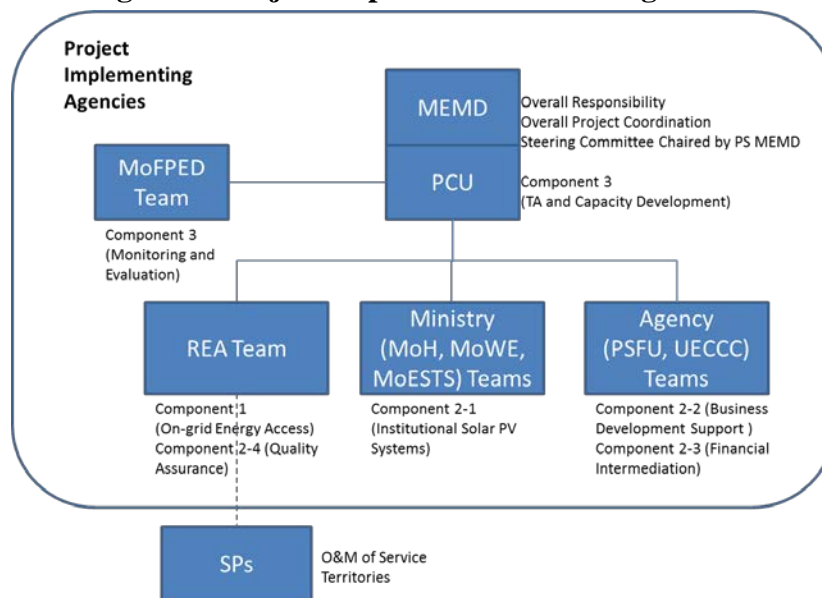 Project
Implementing
Agencies
MEMD
Overall Responsibility
Overall Project Coordination
Steering Committee Chaired by PS MEMD
MoFPED
Team
PCU
Component 3
(TA and Capacity Development)
Component 3
(Monitoring and
Evaluation)
REA Team
Ministry
(MoH, MoWE,
MoESTS) Teams
Agency
(PSFU, UECCC)
Teams
Component 1
(On-grid Energy Access)
Component 2-4 (Quality
Assurance)
Component 2-1
(Institutional Solar PV
Systems)
Component 2-2 (Business
Development Support )
Component 2-3 (Financial
Intermediation)
SPs
O&M of Service
Territories